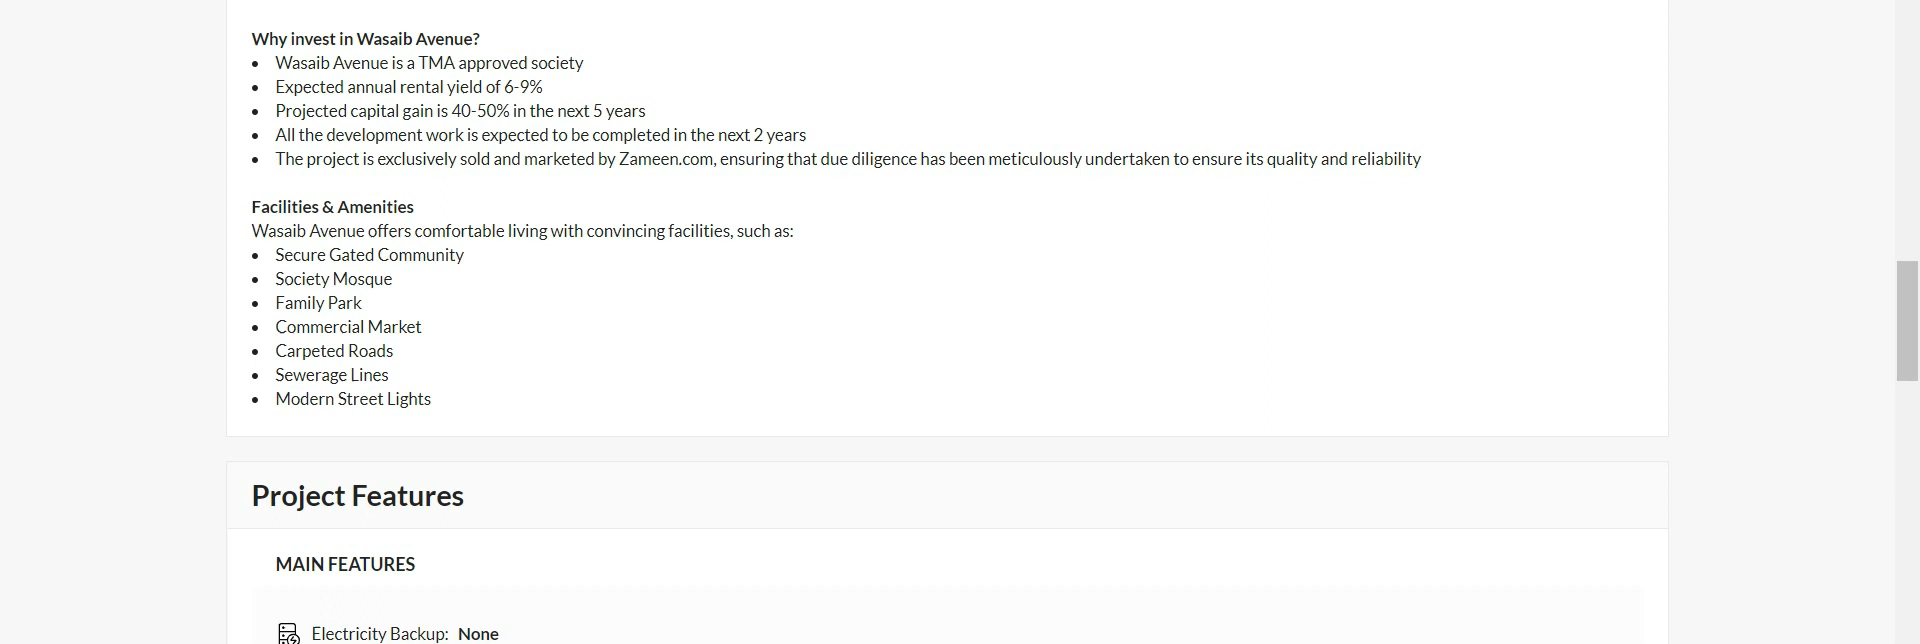 Why invest in Wasaib Avenue?
• Wasaib Avenue is a TMA approved society
• Expected annual rental yield of 6-9%
• Projected capital gain is 40-50% in the next 5 years
• All the development work is expected to be completed in the next 2 years
• The project is exclusively sold and marketed by Zameen.com, ensuring that due diligence has been meticulously undertaken to ensure its quality and reliability
Facilities & Amenities
Wasaib Avenue offers comfortable living with convincing facilities, such as:
• Secure Gated Community
• Society Mosque
• Family Park
• Commercial Market
• Carpeted Roads
• Sewerage Lines
• Modern Street Lights
Project Features
MAIN FEATURES
Electricity Backup: None